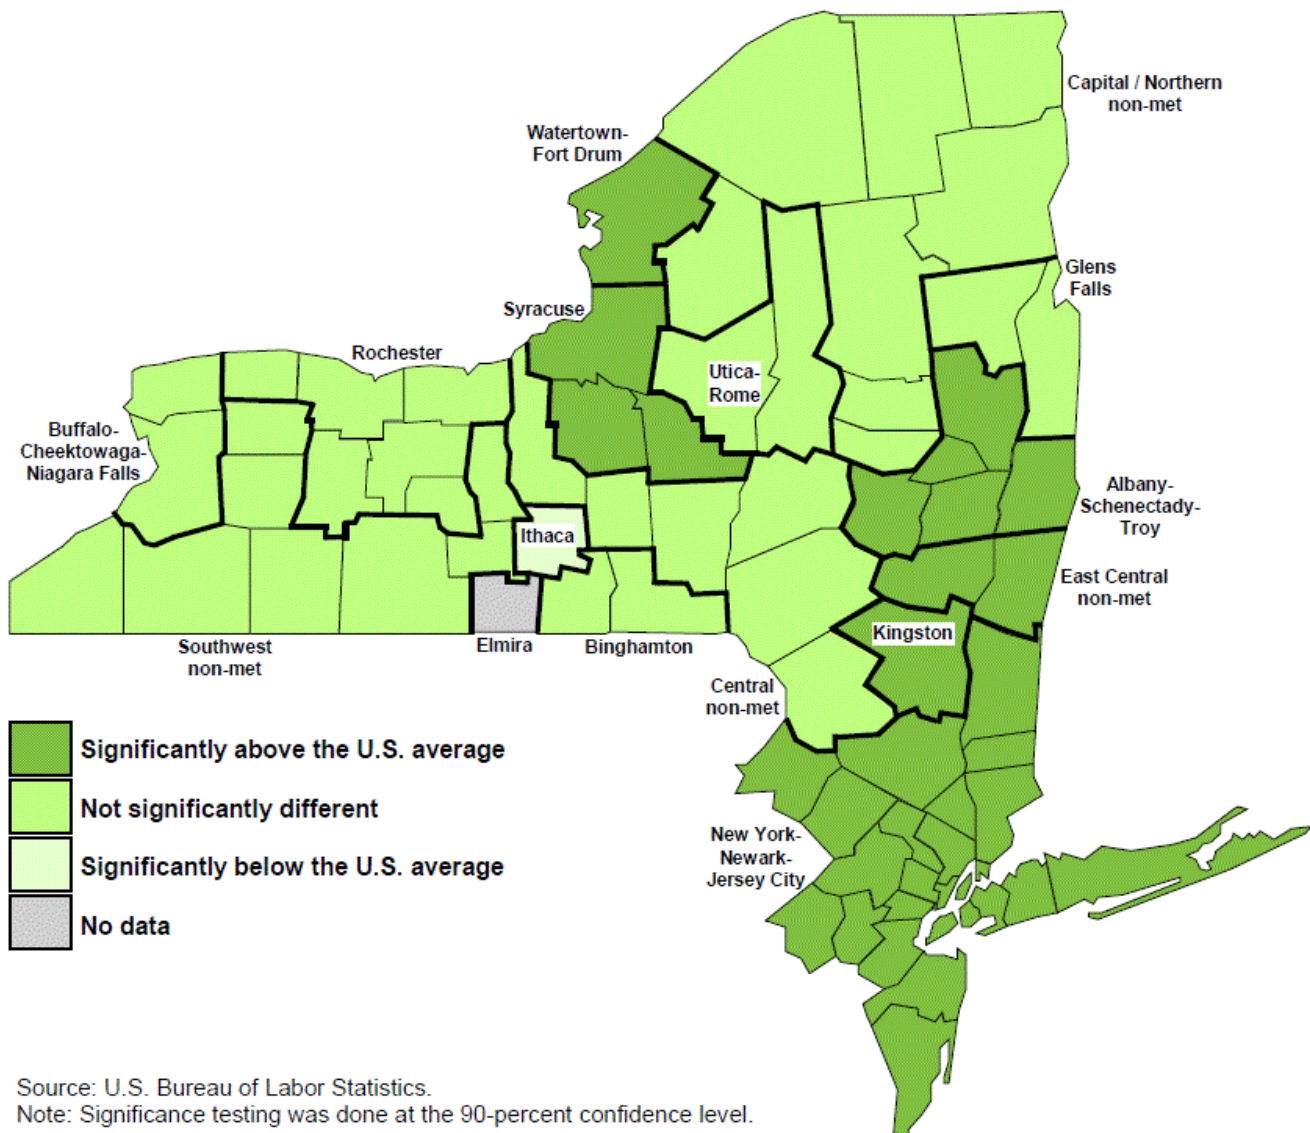 Capital / Northern
non-met
Watertown-
Fort Drum
Glens
Falls
Syracuse
Rochester
Utica-
Rome
Buffalo-
Cheektowaga-
Niagara Falls
Albany-
Schenectady-
Troy
Ithaca
East Central
non-met
Kingston
Southwest
non-met
Elmira
Binghamton
Central
non-met
Significantly above the U.S. average
Not significantly different
Significantly below the U.S. average
No data
New York-
Newark-
Jersey City
Source: U.S. Bureau of Labor Statistics.
Note: Significance testing was done at the 90-percent confidence level.